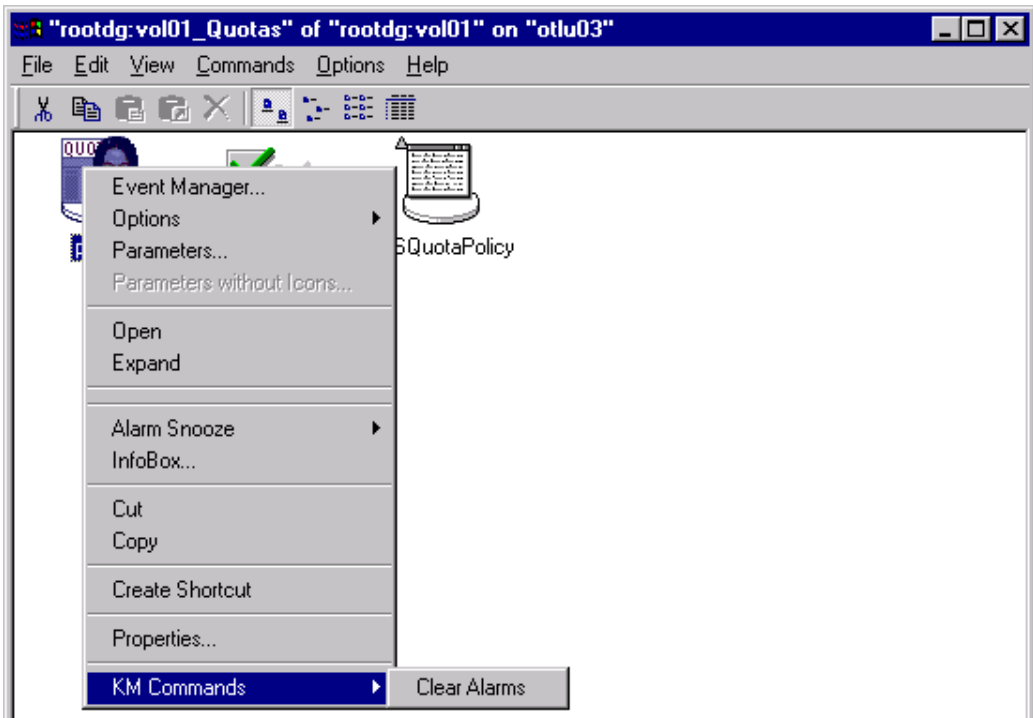 "rootdg:vol01_Quotas" of "rootdg:vol01" on "otlu03"
File Edit View Commands Options Help
QUO
Event Manager...
Options
Parameters...
SQuotaPolicy
Parameters without Icons...
Open
Expand
Alarm Snooze
InfoBox...
Cut
Copy
Create Shortcut
Properties...
KM Commands
Clear Alarms